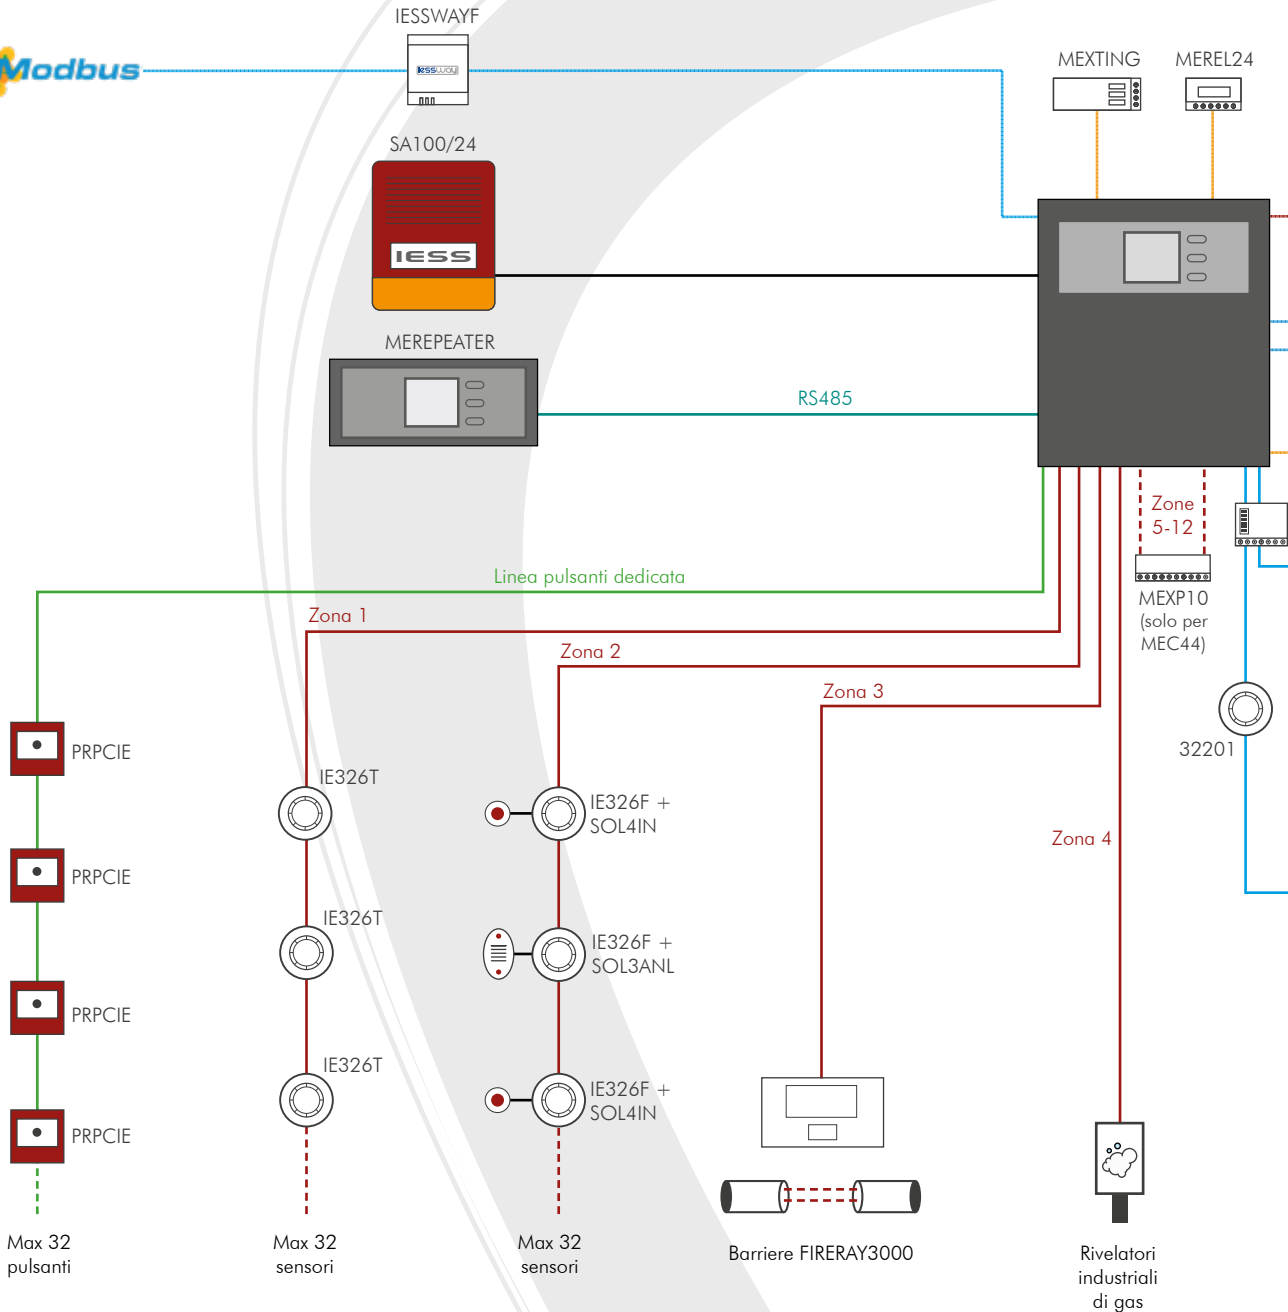 IESSWAYF
Modbus
iessway
MEXTING
MEREL24
SA100/24
IESS
MEREPEATER
RS485
Zone
5-12
Linea pulsanti dedicata
MEXP10
(solo per
MEC44)
Zona 1
Zona 2
Zona 3
32201
PRPCIE
IE326T
IE326F +
SOL4IN
Zona 4
PRPCIE
IE326T
IE326F +
SOL3ANL
PRPCIE
IE326T
IE326F +
SOL4IN
PRPCIE
Max 32
pulsanti
Max 32
sensori
Max 32
sensori
Barriere FIRERAY3000
Rivelatori
industriali
di gas